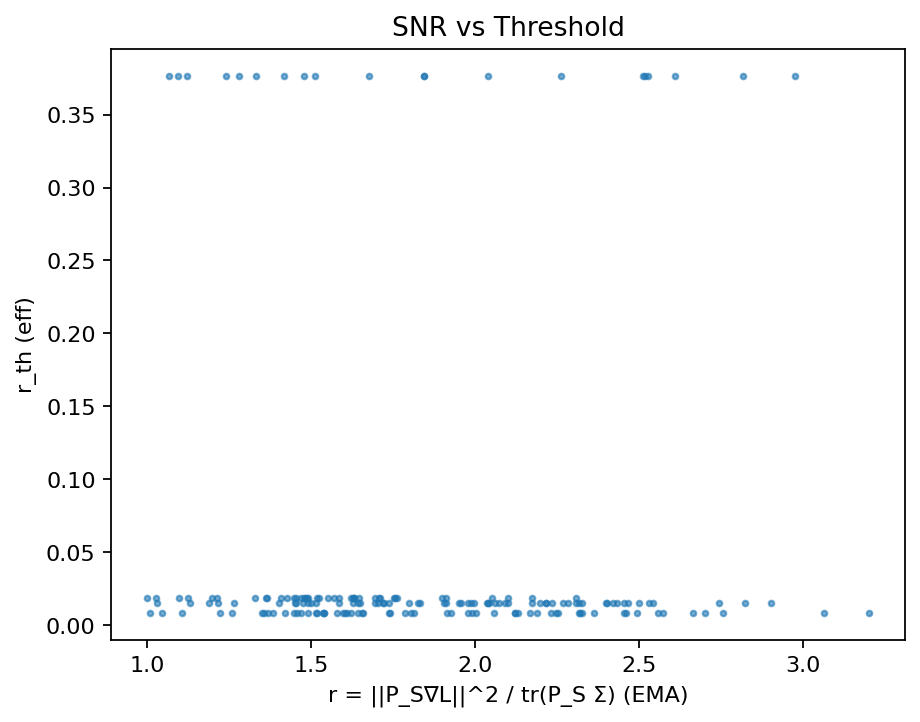 SNR vs Threshold
r_th (eff)
0.35
0.30
0.25
0.20
0.15
0.10
0.05
0.00
1.0 1.5 2.0 2.5 3.0
r = ||P_S∇L||^2 / tr(P_S Σ) (EMA)